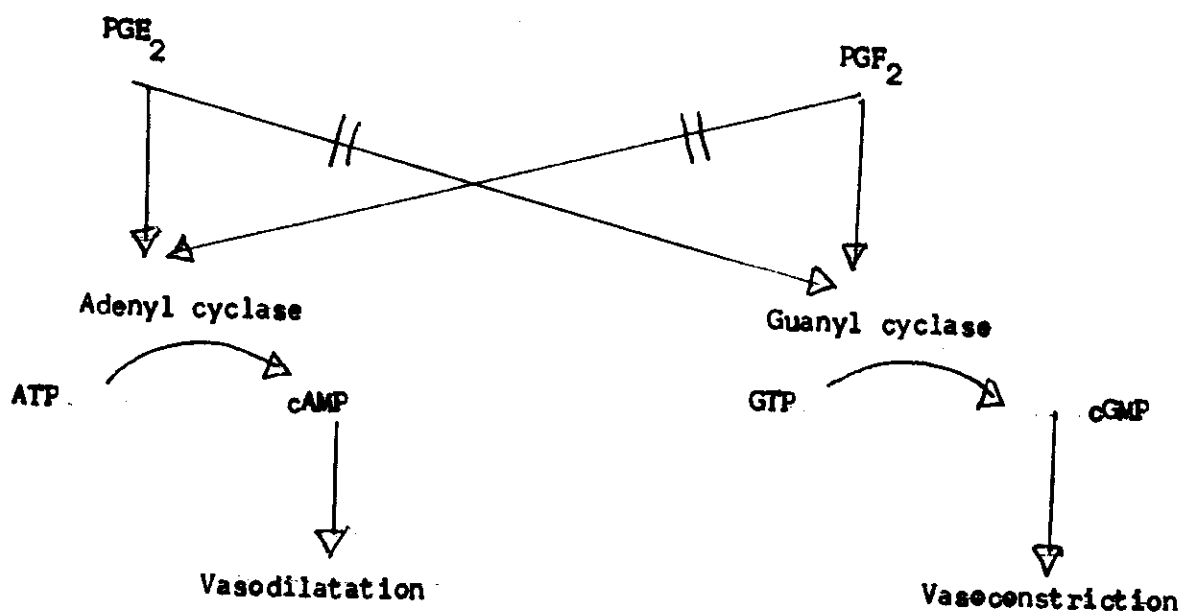 PGE2
PGF2
Adenyl cyclase
Guanyl cyclase
ATP
cAMP
GTP
cGMP
Vasodilatation
Vasoconstriction